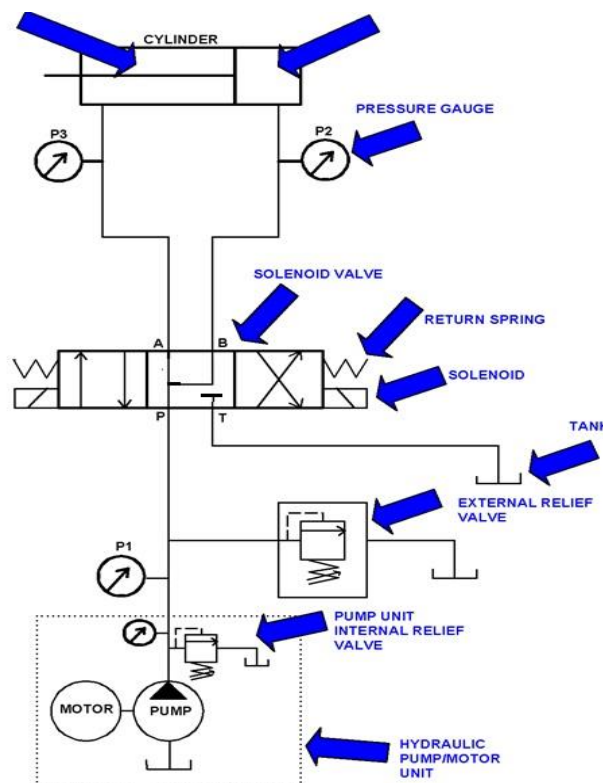 CYLINDER
PRESSURE GAUGE
P3
P2
SOLENOID VALVE
RETURN SPRING
A B
SOLENOID
P T
TANK
EXTERNAL RELIEF
VALVE
P1
PUMP UNIT
INTERNAL RELIEF
VALVE
MOTOR
PUMP
HYDRAULIC
PUMP/MOTOR
UNIT